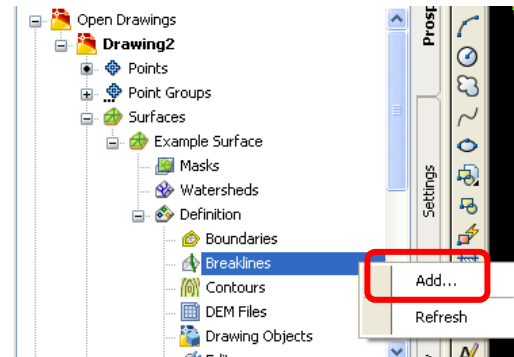 Open Drawings
Drawing2
Points
Point Groups
Surfaces
Example Surface
Masks
Watersheds
Definition
Boundaries
Breaklines
Contours
DEM Files
Drawing Objects
Add...
Refresh
Prosp
Settings